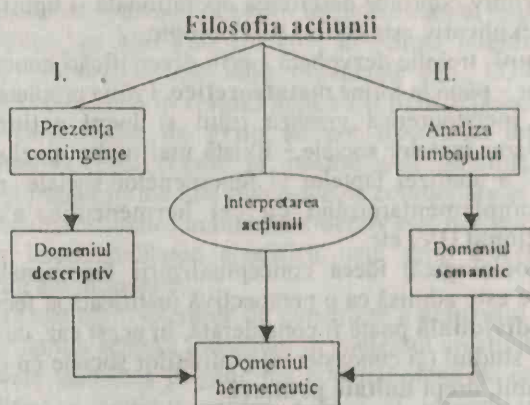 Filosofia acțiunii
I.
II.
Prezența
contingenței
Analiza
limbajului
Interpretarea
acțiunii
Domeniul
descriptiv
Domeniul
semantic
Domeniul
hermeneutic